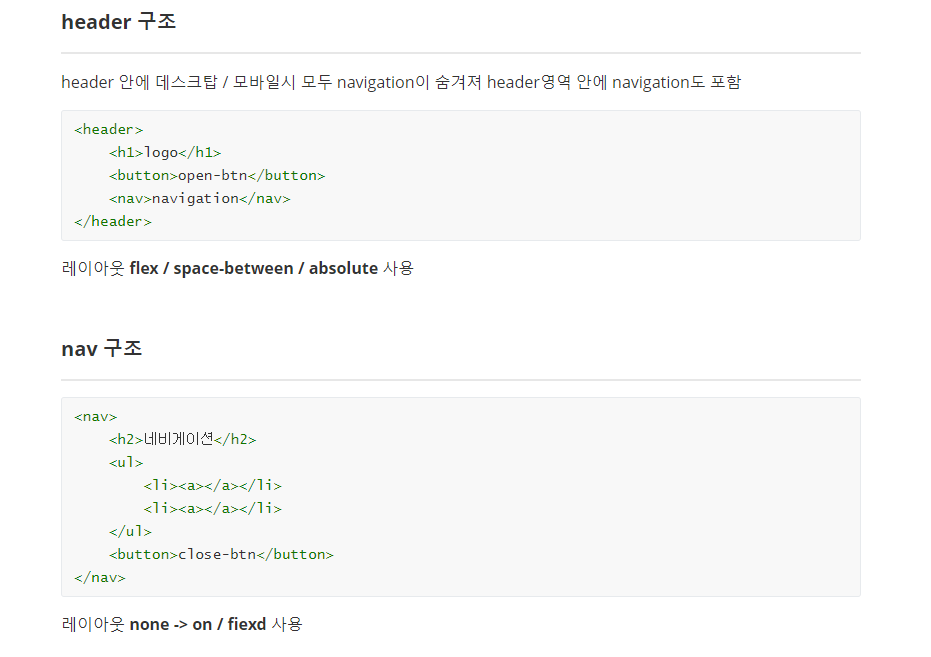 header 구조
header 안에 데스크탑 / 모바일시 모두 navigation이 숨겨져 header영역 안에 navigation도 포함
<header>
    <h1>logo</h1>
    <button>open-btn</button>
    <nav>navigation</nav>
</header>
레이아웃 flex / space-between / absolute 사용
nav 구조
<nav>
    <h2>네비게이션</h2>
    <ul>
        <li><a></a></li>
        <li><a></a></li>
    </ul>
    <button>close-btn</button>
</nav>
레이아웃 none -> on / fiexd 사용